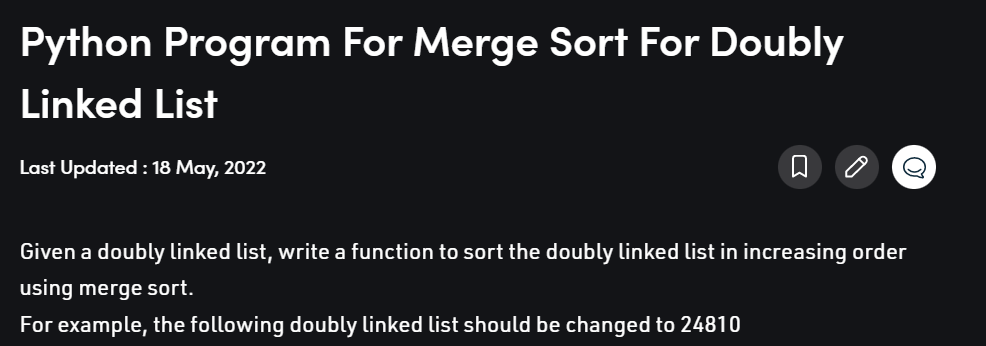 Python Program For Merge Sort For Doubly
Linked List
Last Updated : 18 May, 2022
Given a doubly linked list, write a function to sort the doubly linked list in increasing order
using merge sort.
For example, the following doubly linked list should be changed to 24810